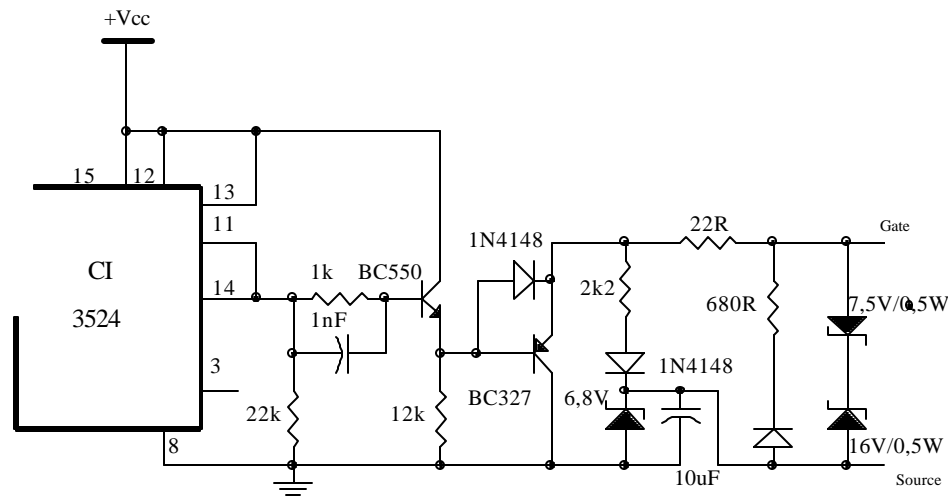 +Vcc
15
12
13
11
14
3
8
CI
3524
1k
BC550
1nF
22k
12k
1N4148
BC327
2k2
1N4148
6,8V
10uF
22R
680R
Gate
7,5V/0,5W
16V/0,5W
Source